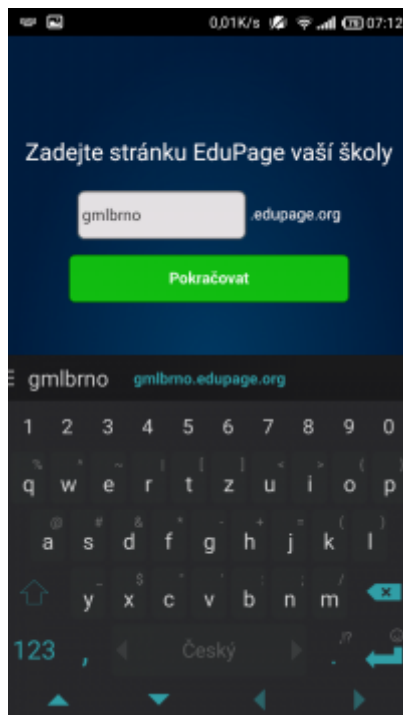 0,01K/s 79 07:12
Zadejte stránku EduPage vaší školy
gmlbrno .edupage.org
Pokračovat
gmlbrno gmlbrno.edupage.org
1 2 3 4 5 6 7 8 9 0
q w e r t z u i o p
a s d f g h j k l
y x c v b n m
123 , Český .